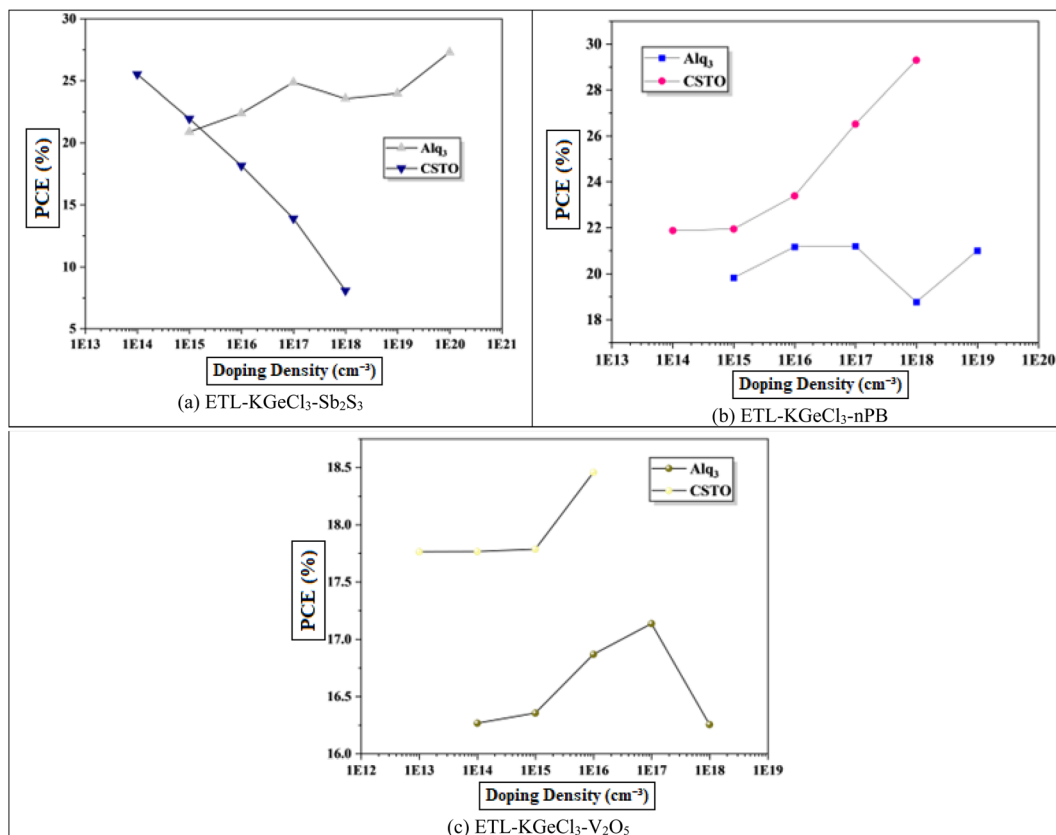 30
25
20
15
10
5
PCE (%)
Alq₃
CSTO
1E13 1E14 1E15 1E16 1E17 1E18 1E19 1E20 1E21
Doping Density (cm⁻³)
(a) ETL-KGeCl₃-Sb₂S₃
30
28
26
24
22
20
18
PCE (%)
Alq₃
CSTO
1E13 1E14 1E15 1E16 1E17 1E18 1E19 1E20
Doping Density (cm⁻³)
(b) ETL-KGeCl₃-nPB
18.5
18.0
17.5
17.0
16.5
16.0
PCE (%)
Alq₃
CSTO
1E12 1E13 1E14 1E15 1E16 1E17 1E18 1E19
Doping Density (cm⁻³)
(c) ETL-KGeCl₃-V₂O₅